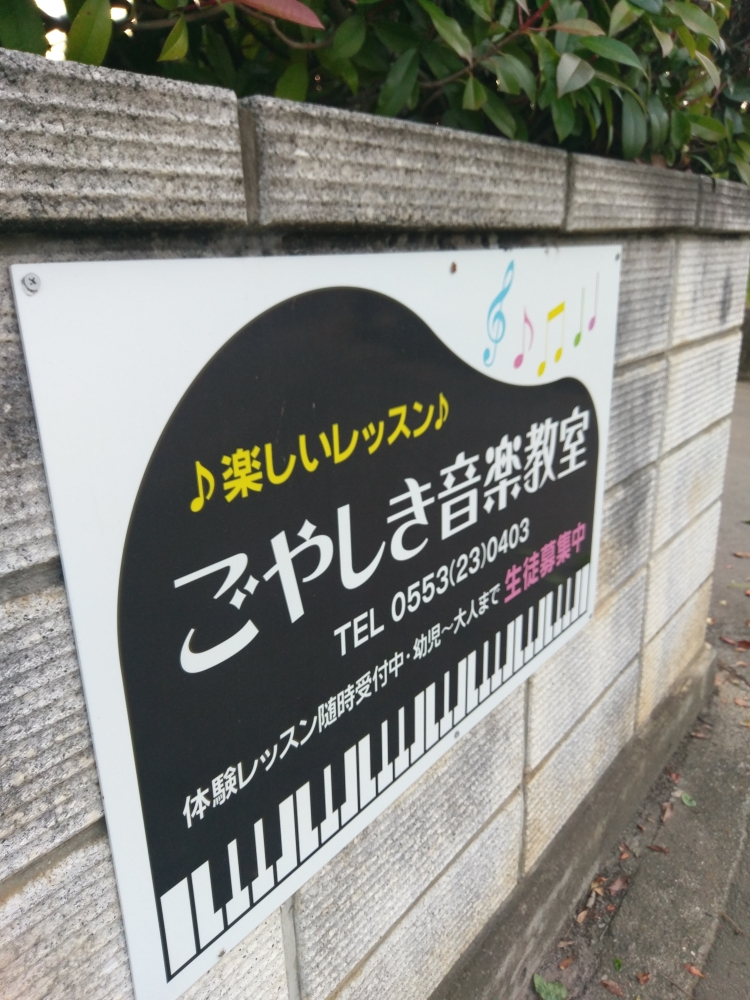 ♪楽しいレッスン♪
ごやしき音楽教室
TEL 0553(23)0403
体験レッスン随時受付中・幼児～大人まで 生徒募集中